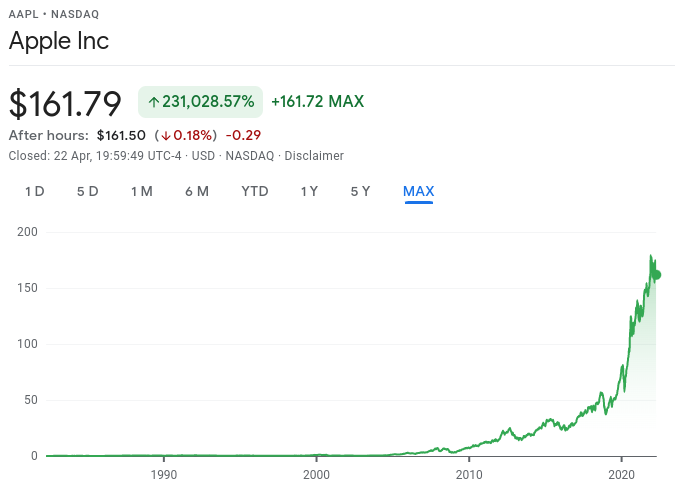 AAPL • NASDAQ
Apple Inc
$161.79 ↑231,028.57% +161.72 MAX
After hours: $161.50 (↓0.18%) -0.29
Closed: 22 Apr, 19:59:49 UTC-4 · USD · NASDAQ · Disclaimer
1 D 5 D 1 M 6 M YTD 1 Y 5 Y MAX
200
150
100
50
0
1990 2000 2010 2020